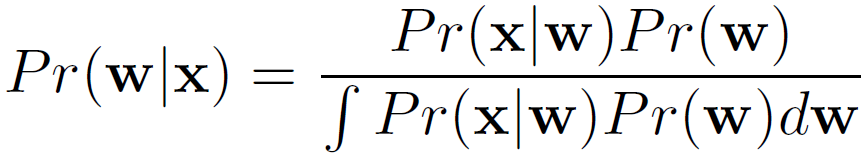 Pr(w|x) = Pr(x|w)Pr(w) / ∫ Pr(x|w)Pr(w)dw